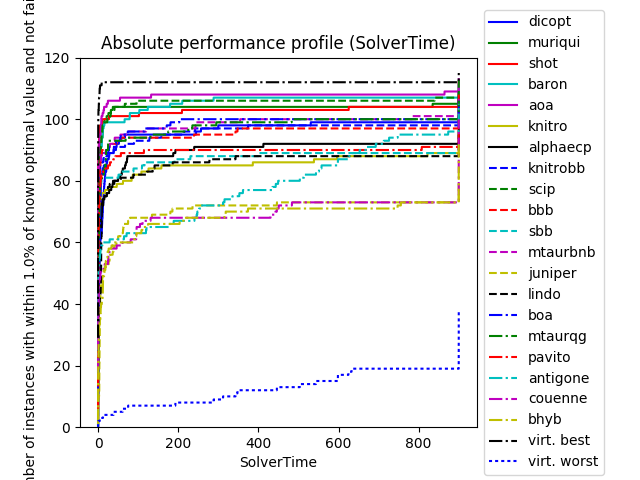 Absolute performance profile (SolverTime)
of instances with within 1.0% of known optimal value and not
120
100
80
60
40
20
0
0 200 400 600 800
SolverTime
dicopt
muriqui
shot
baron
aoa
knitro
alphaecp
knitrobb
scip
bbb
sbb
mtaurbnb
juniper
lindo
boa
mtaurqg
pavito
antigone
couenne
bhyb
virt. best
virt. worst